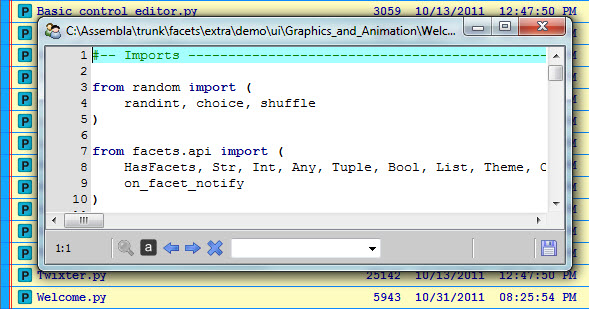 P Basic control editor.py 3059 10/13/2011 12:47:50 PM
C:\Assembla\trunk\facets\extra\demo\ui\Graphics_and_Animation\Welc...
1 #-- Imports --------------------------------------------------
2
3 from random import (
4 randint, choice, shuffle
5 )
6
7 from facets.api import (
8 HasFacets, Str, Int, Any, Tuple, Bool, List, Theme,
9 on_facet_notify
10 )
1:1
a
P Twixter.py 25142 10/13/2011 12:47:50 PM
P Welcome.py 5943 10/31/2011 08:25:54 PM